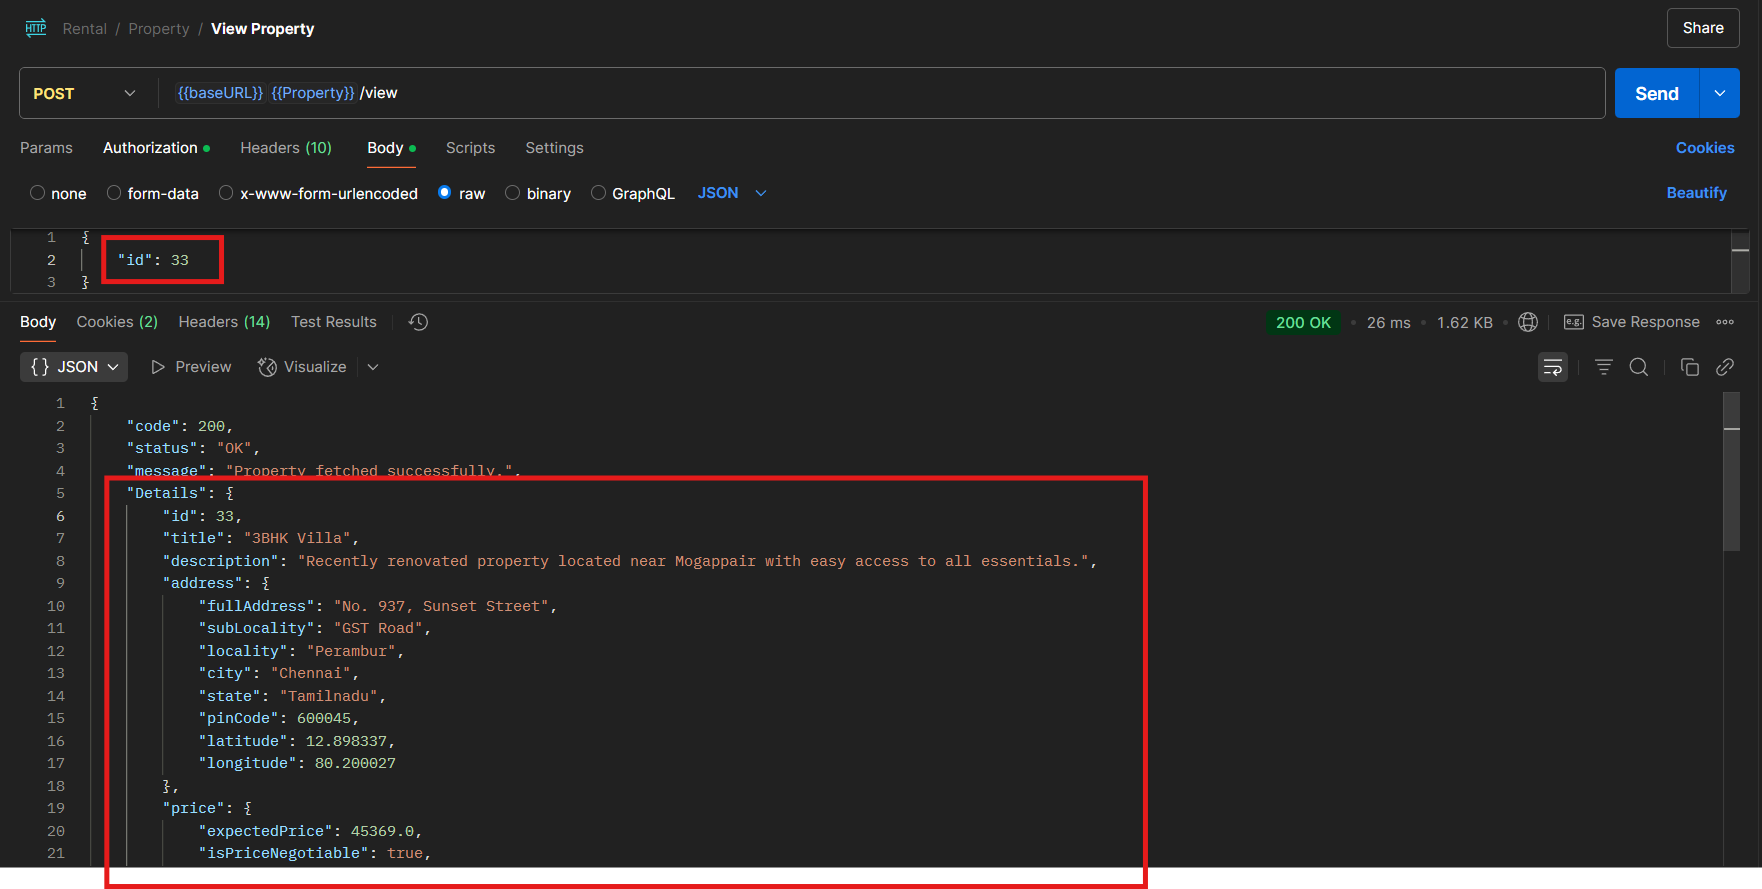 HTTP Rental / Property / View Property Share
POST {{baseURL}} {{Property}} /view Send
Params Authorization Headers (10) Body Scripts Settings Cookies
none form-data x-www-form-urlencoded raw binary GraphQL JSON Beautify
1 {
2 "id": 33
3 }
Body Cookies (2) Headers (14) Test Results 200 OK • 26 ms • 1.62 KB • e.g. Save Response
{} JSON Preview Visualize
1 {
2 "code": 200,
3 "status": "OK",
4 "message": "Property fetched successfully.",
5 "Details": {
6 "id": 33,
7 "title": "3BHK Villa",
8 "description": "Recently renovated property located near Mogappair with easy access to all essentials.",
9 "address": {
10 "fullAddress": "No. 937, Sunset Street",
11 "subLocality": "GST Road",
12 "locality": "Perambur",
13 "city": "Chennai",
14 "state": "Tamilnadu",
15 "pinCode": 600045,
16 "latitude": 12.898337,
17 "longitude": 80.200027
18 },
19 "price": {
20 "expectedPrice": 45369.0,
21 "isPriceNegotiable": true,